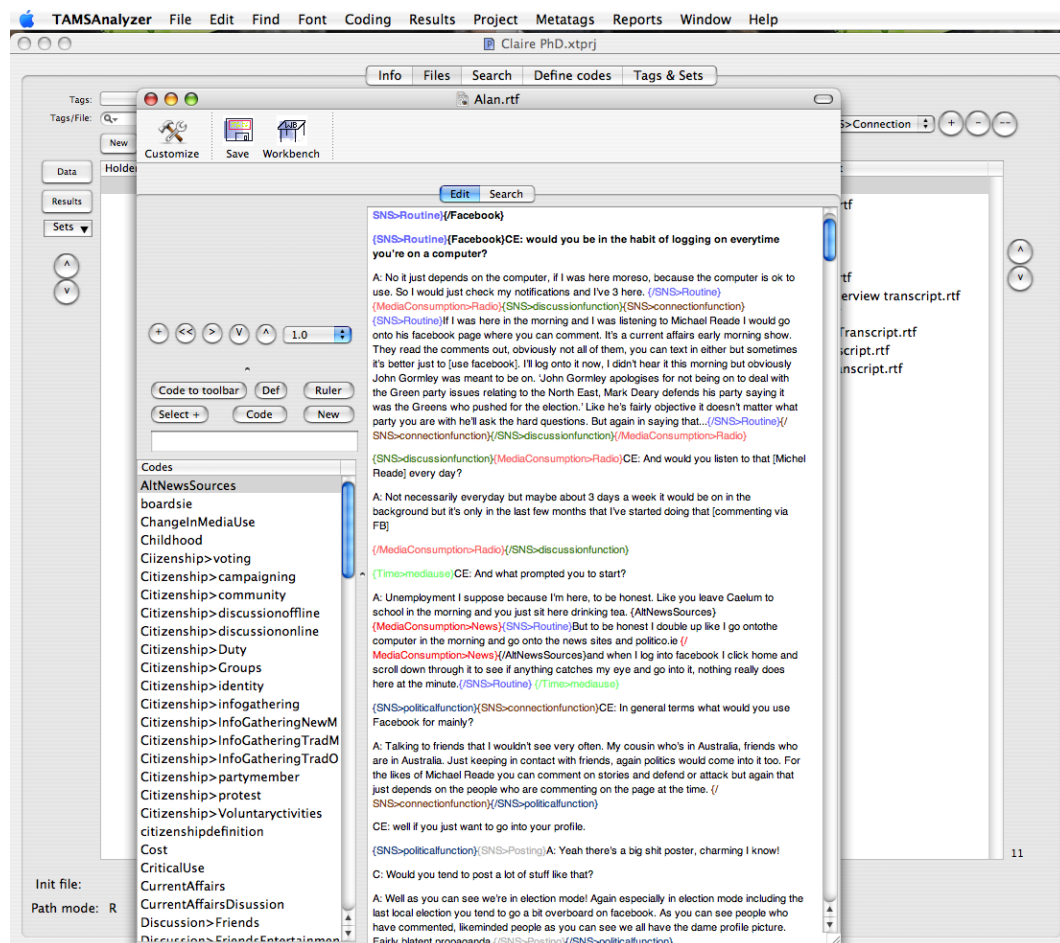 TAMSAnalyzer File Edit Find Font Coding Results Project Metatags Reports Window Help
Claire PhD.xtprj
Info Files Search Define codes Tags & Sets
Tags:
Tags/File:
New
Data
Results
Sets
Holde
S>Connection + - --
Alan.rtf
Customize Save Workbench
Edit Search
+ << > V ^ 1.0
Code to toolbar Def Ruler
Select + Code New
Codes
AltNewsSources
boardsie
ChangeInMediaUse
Childhood
Ciizenship>voting
Citizenship>campaigning
Citizenship>community
Citizenship>discussionoffline
Citizenship>discussiononline
Citizenship>Duty
Citizenship>Groups
Citizenship>identity
Citizenship>infogathering
Citizenship>InfoGatheringNewM
Citizenship>InfoGatheringTradM
Citizenship>InfoGatheringTradO
Citizenship>partymember
Citizenship>protest
Citizenship>Voluntaryctivities
citizenshipdefinition
Cost
CriticalUse
CurrentAffairs
CurrentAffairsDisussion
Discussion>Friends
Discussion>FriendsEntertainmen
SNS>Routine}{/Facebook}
{SNS>Routine}{Facebook}CE: would you be in the habit of logging on everytime
you're on a computer?
A: No it just depends on the computer, if I was here moreso, because the computer is ok to
use. So I would just check my notifications and I've 3 here. {/SNS>Routine}
{MediaConsumption>Radio}{SNS>discussionfunction}{SNS>connectionfunction}
{SNS>Routine}If I was here in the morning and I was listening to Michael Reade I would go
onto his facebook page where you can comment. It's a current affairs early morning show.
They read the comments out, obviously not all of them, you can text in either but sometimes
it's better just to [use facebook]. I'll log onto it now, I didn't hear it this morning but obviously
John Gormley was meant to be on. 'John Gormley apologises for not being on to deal with
the Green party issues relating to the North East, Mark Deary defends his party saying it
was the Greens who pushed for the election.' Like he's fairly objective it doesn't matter what
party you are with he'll ask the hard questions. But again in saying that...{/SNS>Routine}{/
SNS>connectionfunction}{/SNS>discussionfunction}{/MediaConsumption>Radio}
{SNS>discussionfunction}{MediaConsumption>Radio}CE: And would you listen to that [Michel
Reade] every day?
A: Not necessarily everyday but maybe about 3 days a week it would be on in the
background but it's only in the last few months that I've started doing that [commenting via
FB]
{/MediaConsumption>Radio}{/SNS>discussionfunction}
{Time>mediause}CE: And what prompted you to start?
A: Unemployment I suppose because I'm here, to be honest. Like you leave Caelum to
school in the morning and you just sit here drinking tea. {AltNewsSources}
{MediaConsumption>News}{SNS>Routine}But to be honest I double up like I go ontothe
computer in the morning and go onto the news sites and politico.ie {/
MediaConsumption>News}{/AltNewsSources}and when I log into facebook I click home and
scroll down through it to see if anything catches my eye and go into it, nothing really does
here at the minute.{/SNS>Routine} {/Time>mediause}
{SNS>politicalfunction}{SNS>connectionfunction}CE: In general terms what would you use
Facebook for mainly?
A: Talking to friends that I wouldn't see very often. My cousin who's in Australia, friends who
are in Australia. Just keeping in contact with friends, again politics would come into it too. For
the likes of Michael Reade you can comment on stories and defend or attack but again that
just depends on the people who are commenting on the page at the time. {/
SNS>connectionfunction}{/SNS>politicalfunction}
CE: well if you just want to go into your profile.
{SNS>politicalfunction}{SNS>Posting}A: Yeah there's a big shit poster, charming I know!
C: Would you tend to post a lot of stuff like that?
A: Well as you can see we're in election mode! Again especially in election mode including the
last local election you tend to go a bit overboard on facebook. As you can see people who
have commented, likeminded people as you can see we all have the dame profile picture.
Fairly blatent propaganda.{/SNS>Posting}{/SNS>politicalfunction}
rtf
rtf
erview transcript.rtf
Transcript.rtf
script.rtf
anscript.rtf
11
Init file:
Path mode: R